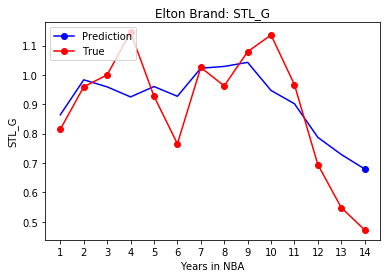 Elton Brand: STL_G
Prediction
True
STL_G
1.1
1.0
0.9
0.8
0.7
0.6
0.5
1 2 3 4 5 6 7 8 9 10 11 12 13 14
Years in NBA